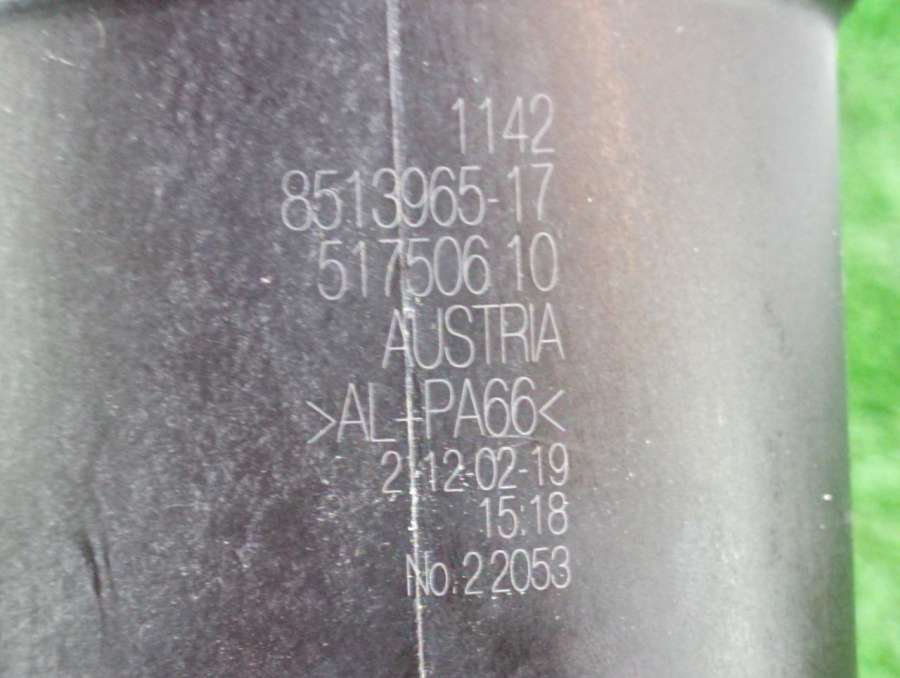 1142
8513965-17
517506 10
AUSTRIA
>AL-PA66<
2-12-02-19
15:18
No.:2 2053